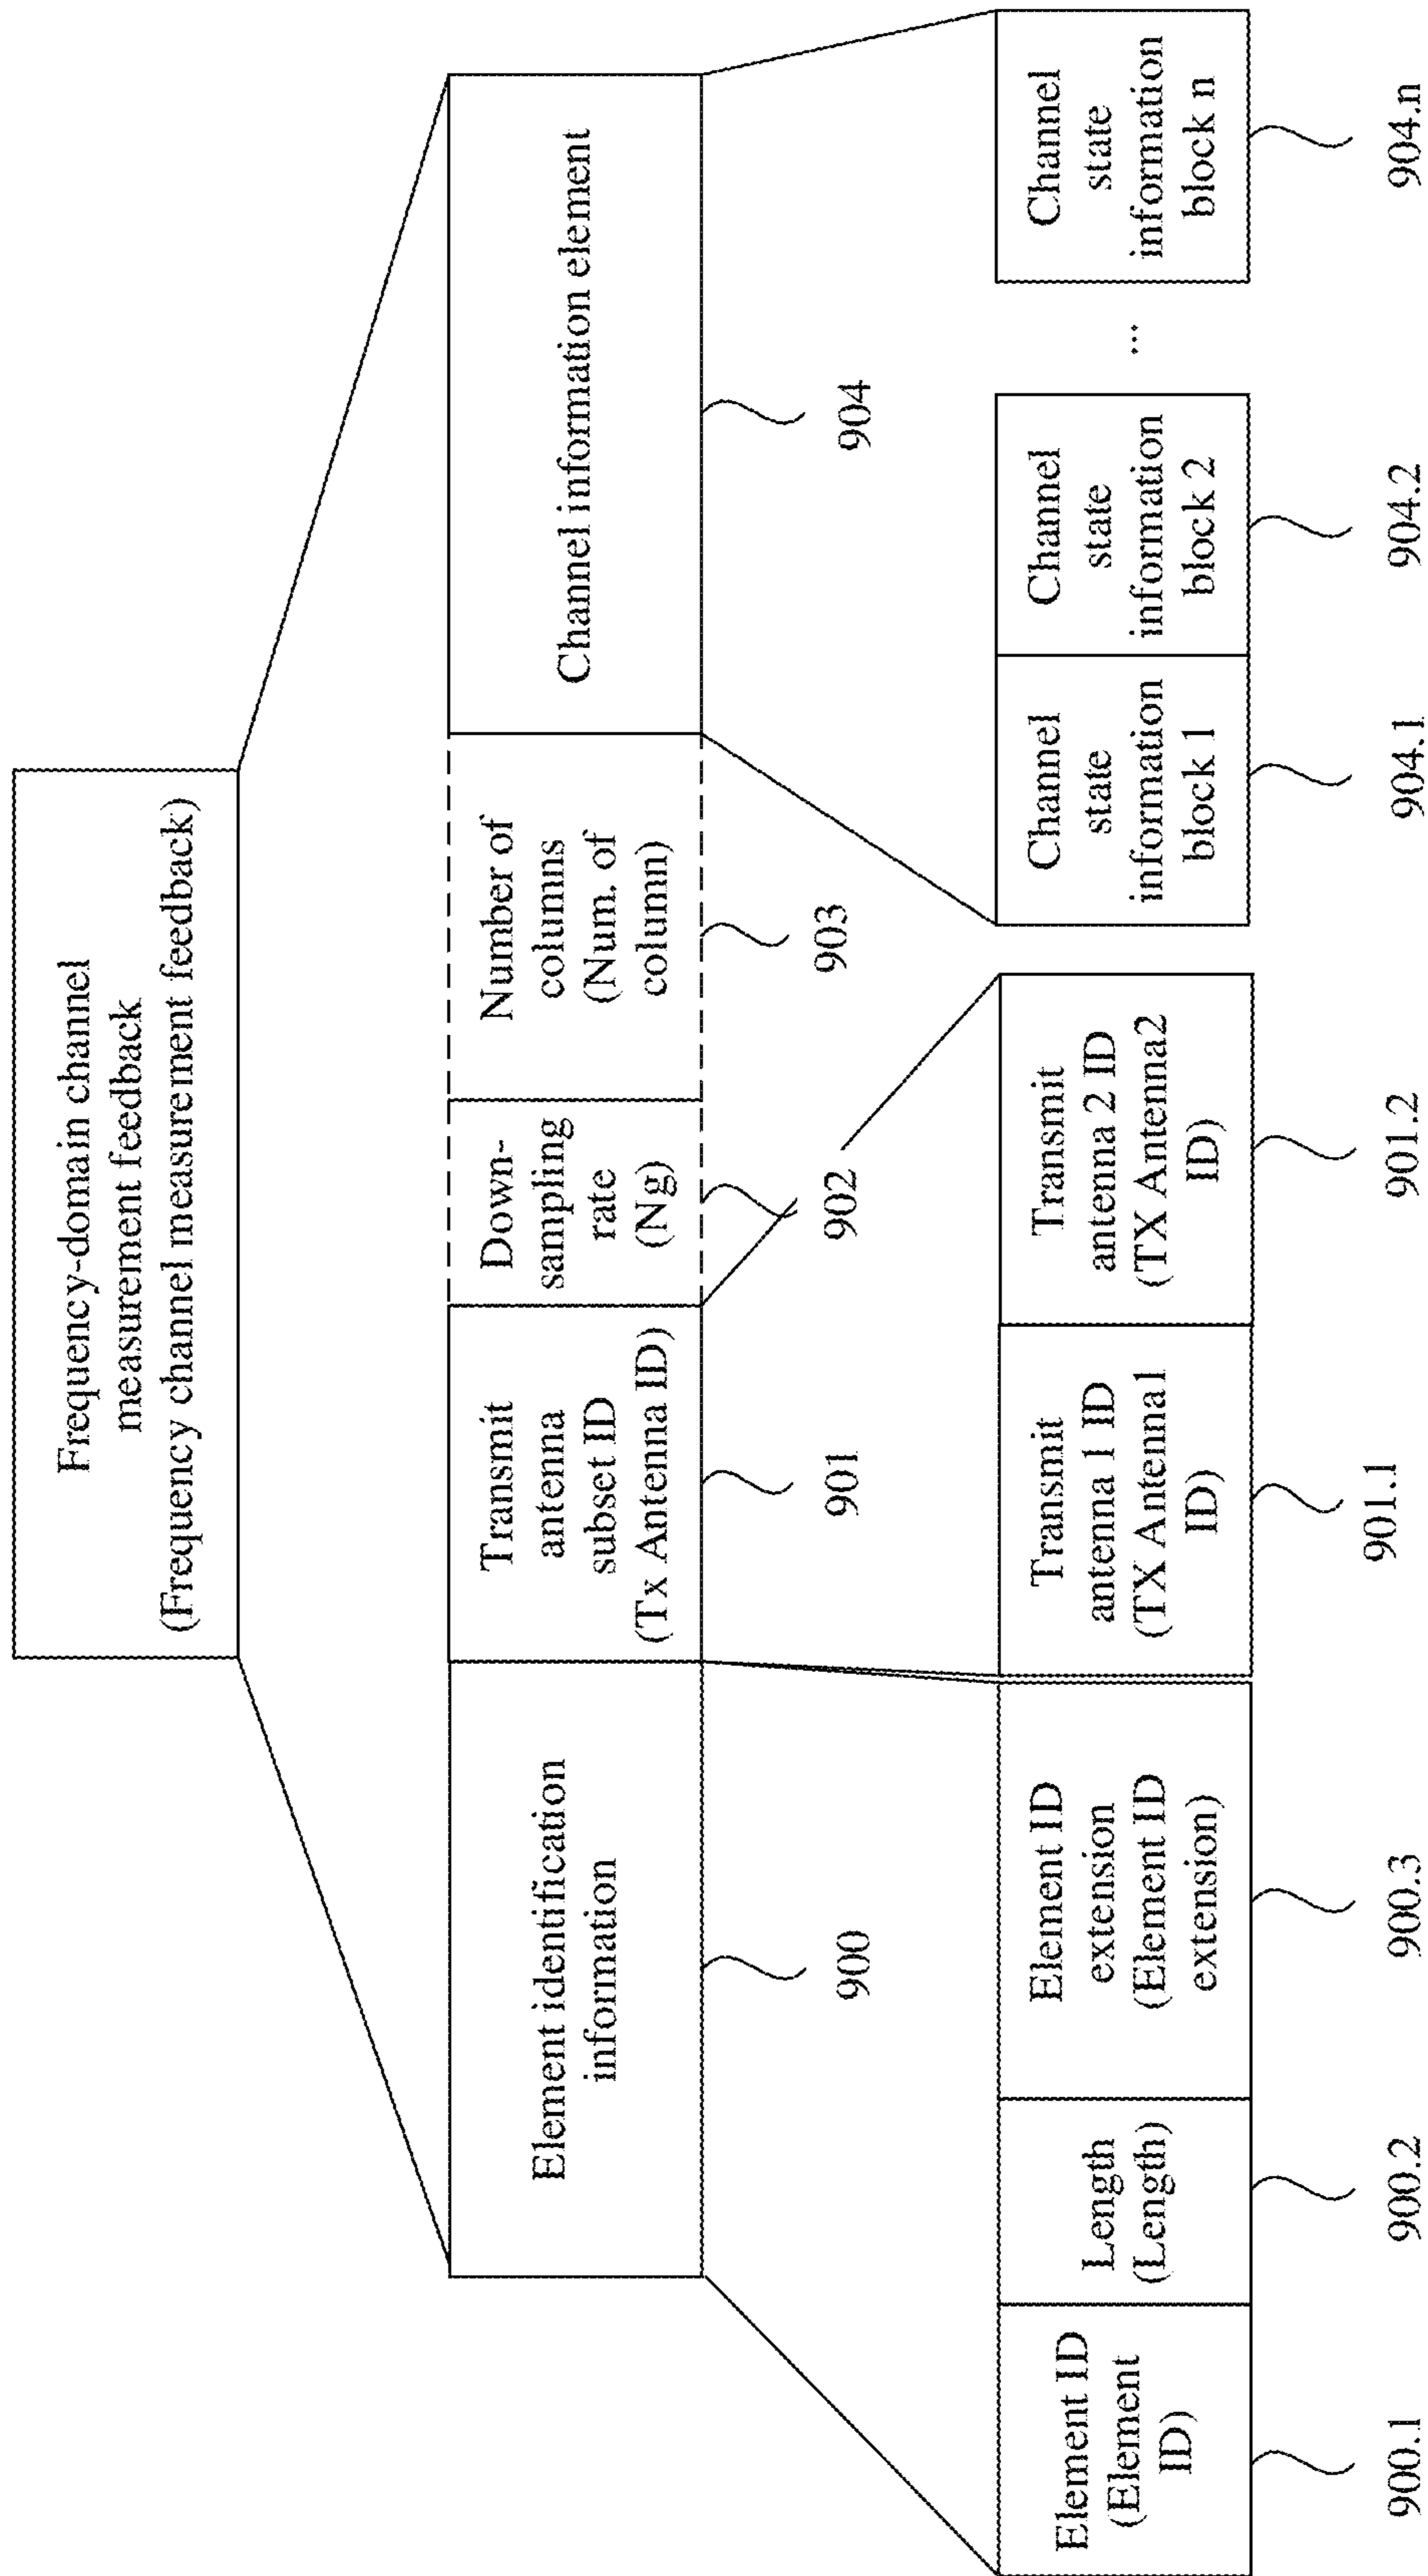 Frequency-domain channel
measurement feedback
(Frequency channel measurement feedback)
Element identification
information
Transmit
antenna
subset ID
(Tx Antenna ID)
Down-
sampling
rate
(Ng)
Number of
columns
(Num. of
column)
Channel information element
900
901
902
903
904
Element ID
(Element
ID)
Length
(Length)
Element ID
extension
(Element ID
extension)
Transmit
antenna 1 ID
(TX Antenna1
ID)
Transmit
antenna 2 ID
(TX Antenna2
ID)
Channel
state
information
block 1
Channel
state
information
block 2
...
Channel
state
information
block n
900.1
900.2
900.3
901.1
901.2
904.1
904.2
904.n